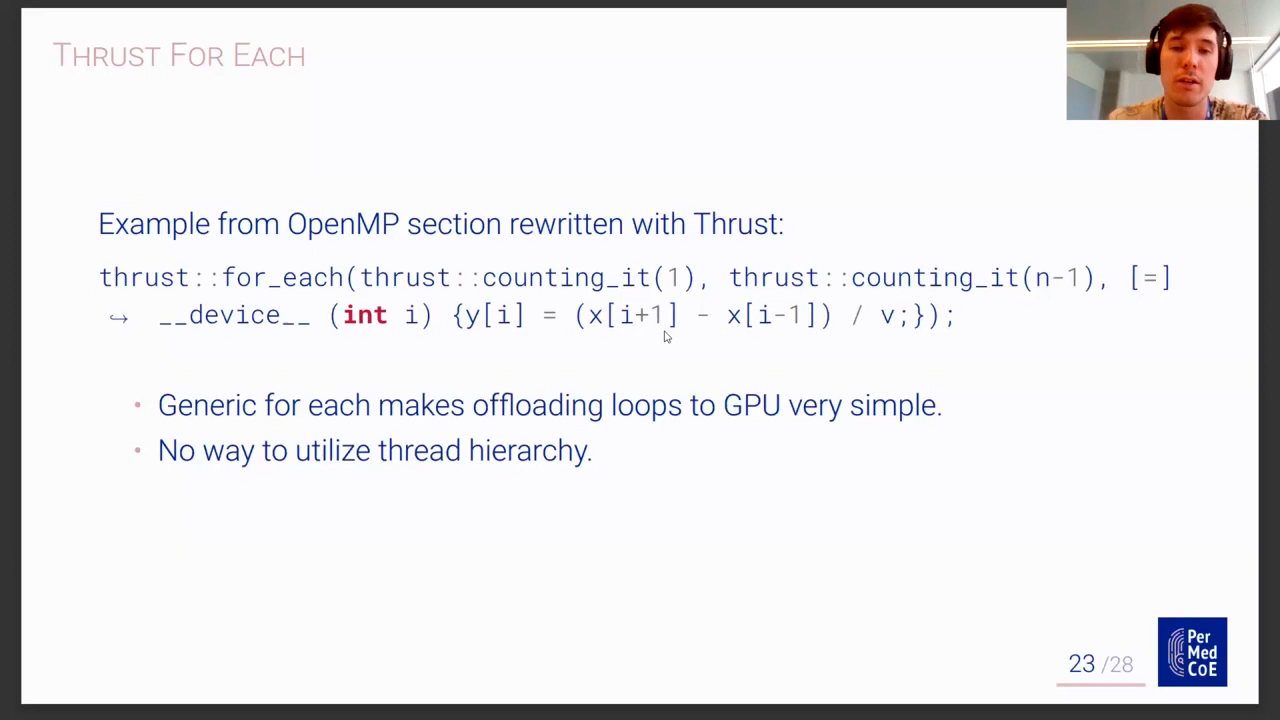 THRUST FOR EACH
Example from OpenMP section rewritten with Thrust:
thrust::for_each(thrust::counting_it(1), thrust::counting_it(n-1), [=]
↪ __device__ (int i) {y[i] = (x[i+1] - x[i-1]) / v;});
• Generic for each makes offloading loops to GPU very simple.
• No way to utilize thread hierarchy.
23 /28
Per
Med
CoE